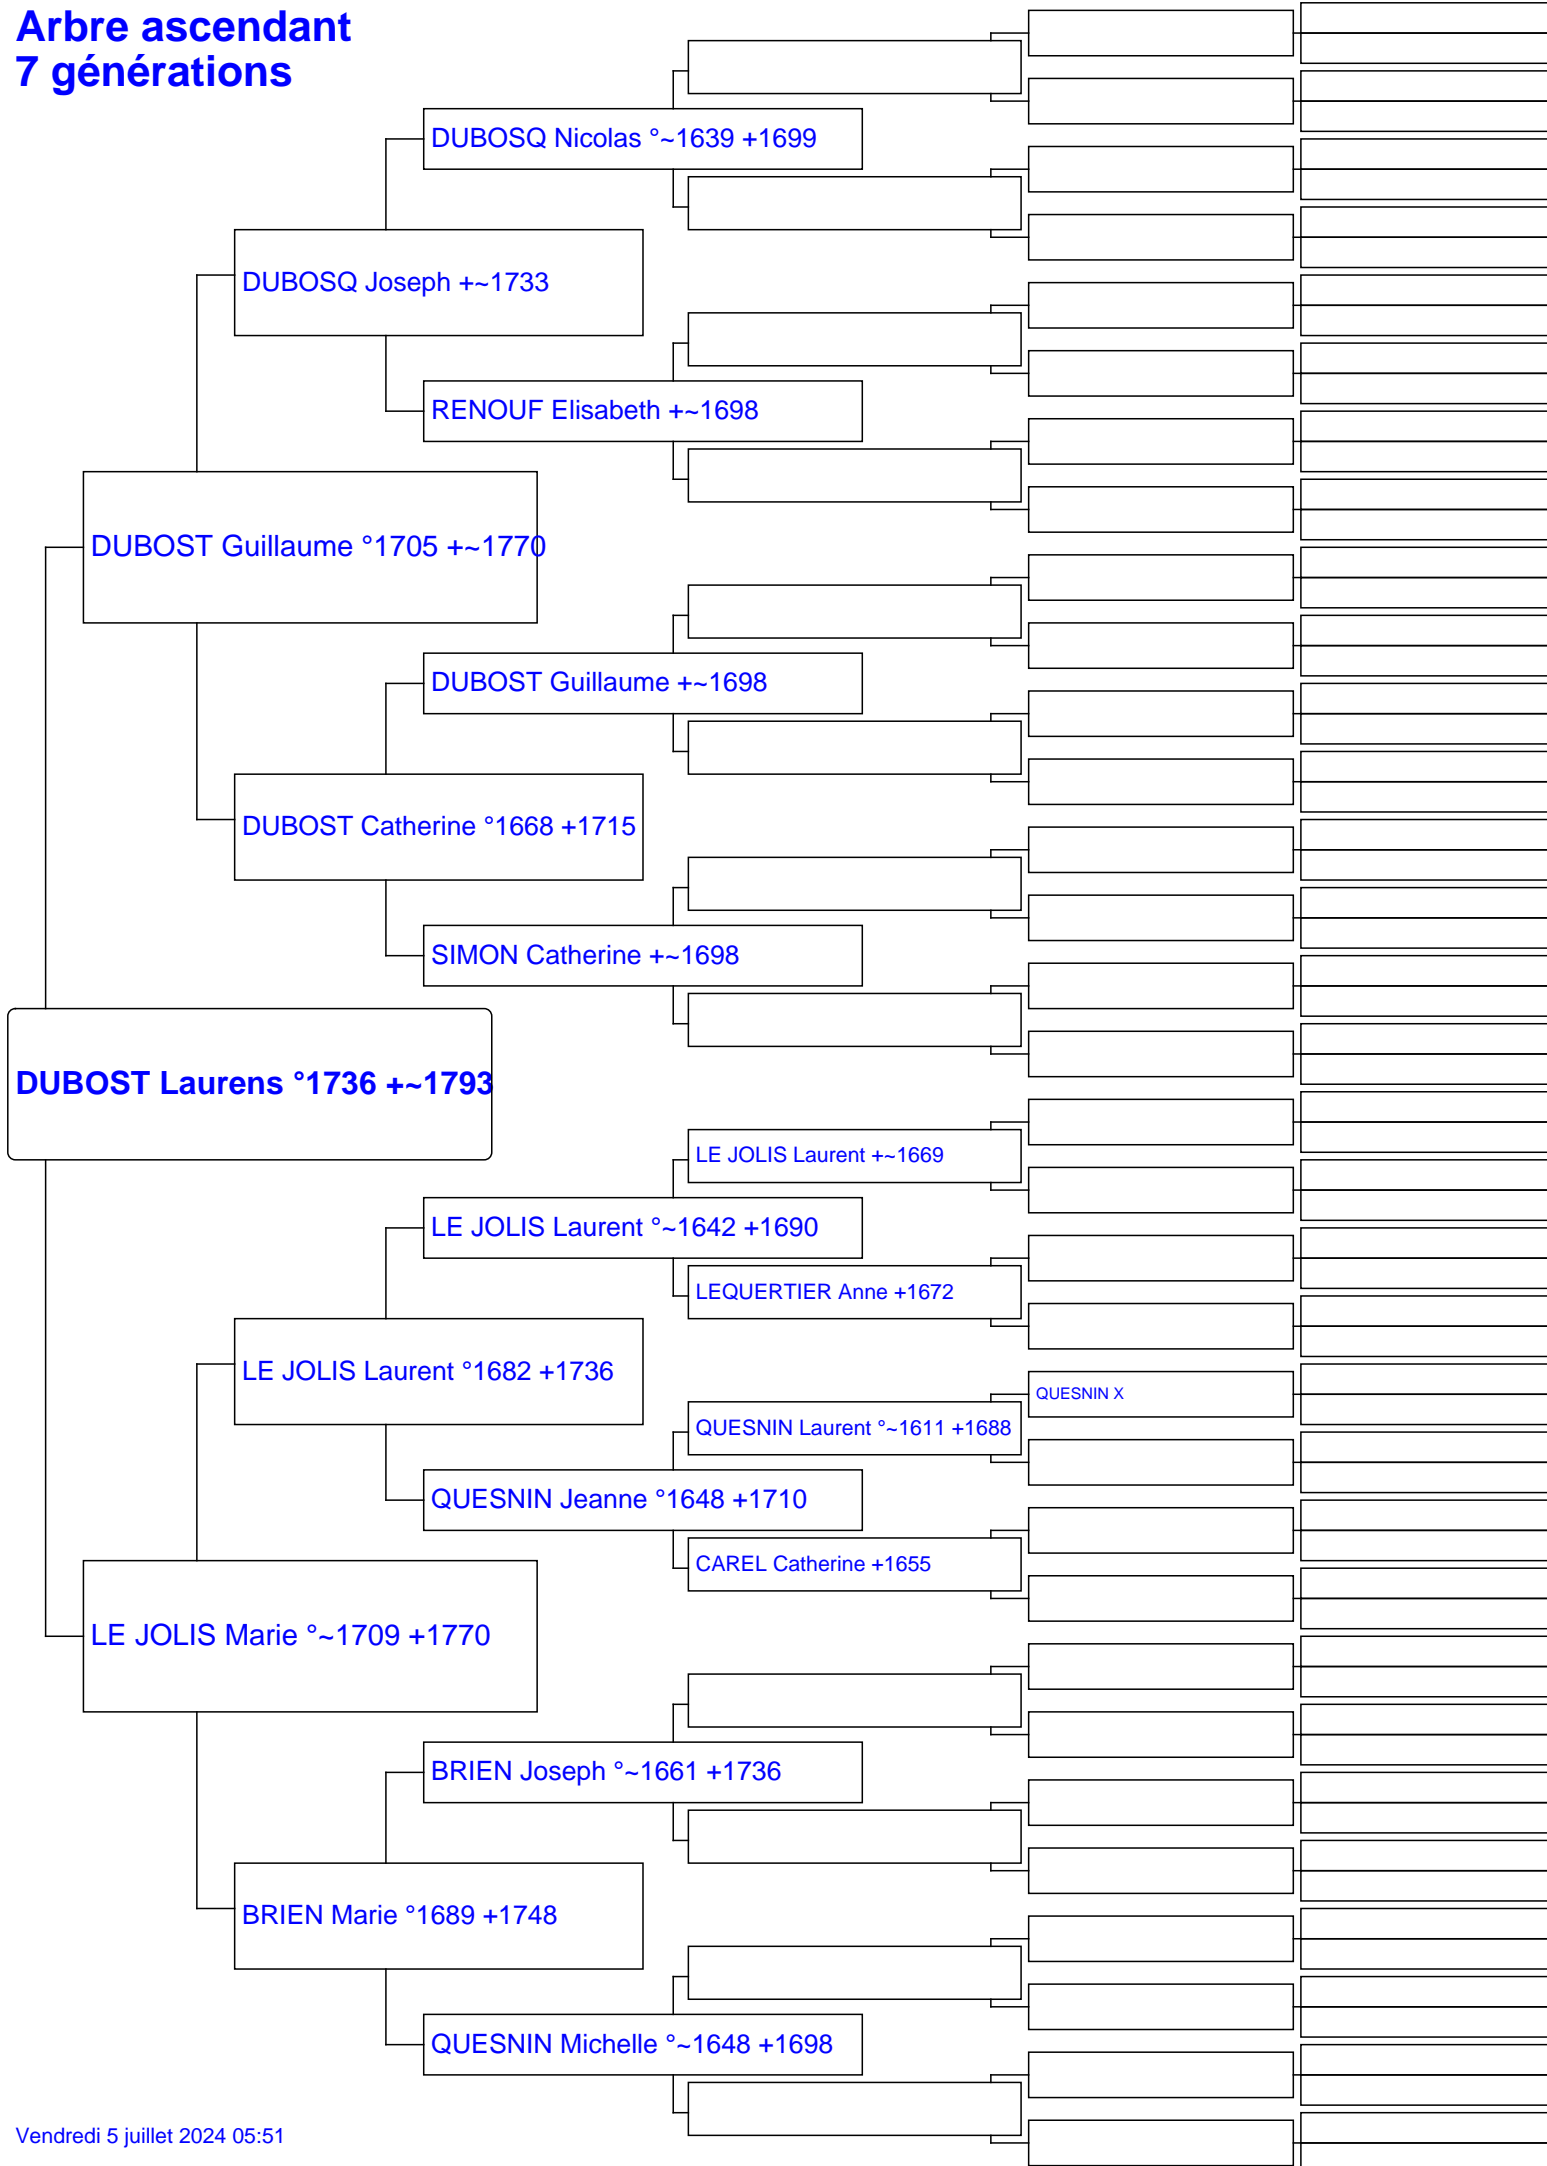 Arbre ascendant
7 générations
DUBOSQ Nicolas °~1639 +1699
DUBOSQ Joseph +~1733
RENOUF Elisabeth +~1698
DUBOST Guillaume °1705 +~1770
DUBOST Guillaume +~1698
DUBOST Catherine °1668 +1715
SIMON Catherine +~1698
DUBOST Laurens °1736 +~1793
LE JOLIS Laurent +~1669
LE JOLIS Laurent °~1642 +1690
LEQUERTIER Anne +1672
LE JOLIS Laurent °1682 +1736
QUESNIN X
QUESNIN Laurent °~1611 +1688
QUESNIN Jeanne °1648 +1710
CAREL Catherine +1655
LE JOLIS Marie °~1709 +1770
BRIEN Joseph °~1661 +1736
BRIEN Marie °1689 +1748
QUESNIN Michelle °~1648 +1698
Vendredi 5 juillet 2024 05:51